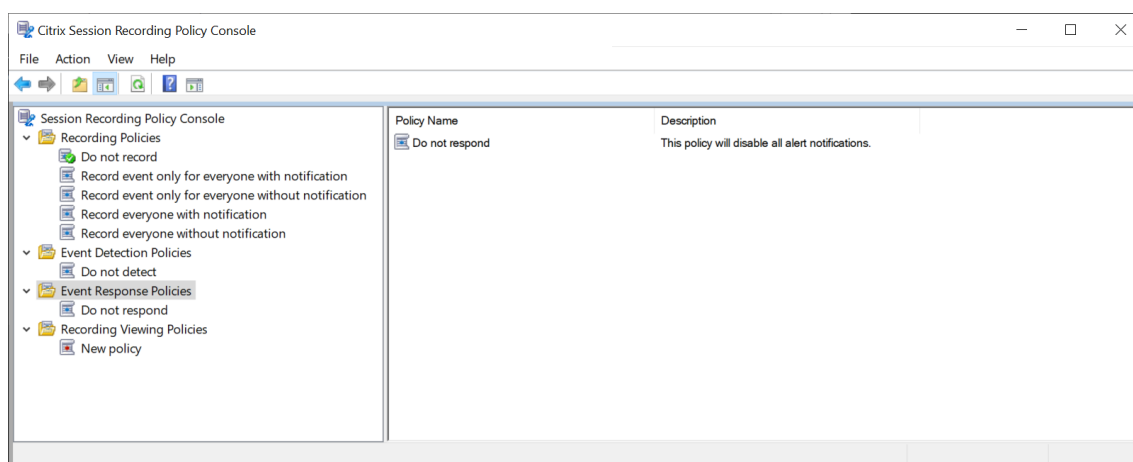 Citrix Session Recording Policy Console
File Action View Help
Session Recording Policy Console
Recording Policies
Do not record
Record event only for everyone with notification
Record event only for everyone without notification
Record everyone with notification
Record everyone without notification
Event Detection Policies
Do not detect
Event Response Policies
Do not respond
Recording Viewing Policies
New policy
Policy Name Description
Do not respond This policy will disable all alert notifications.